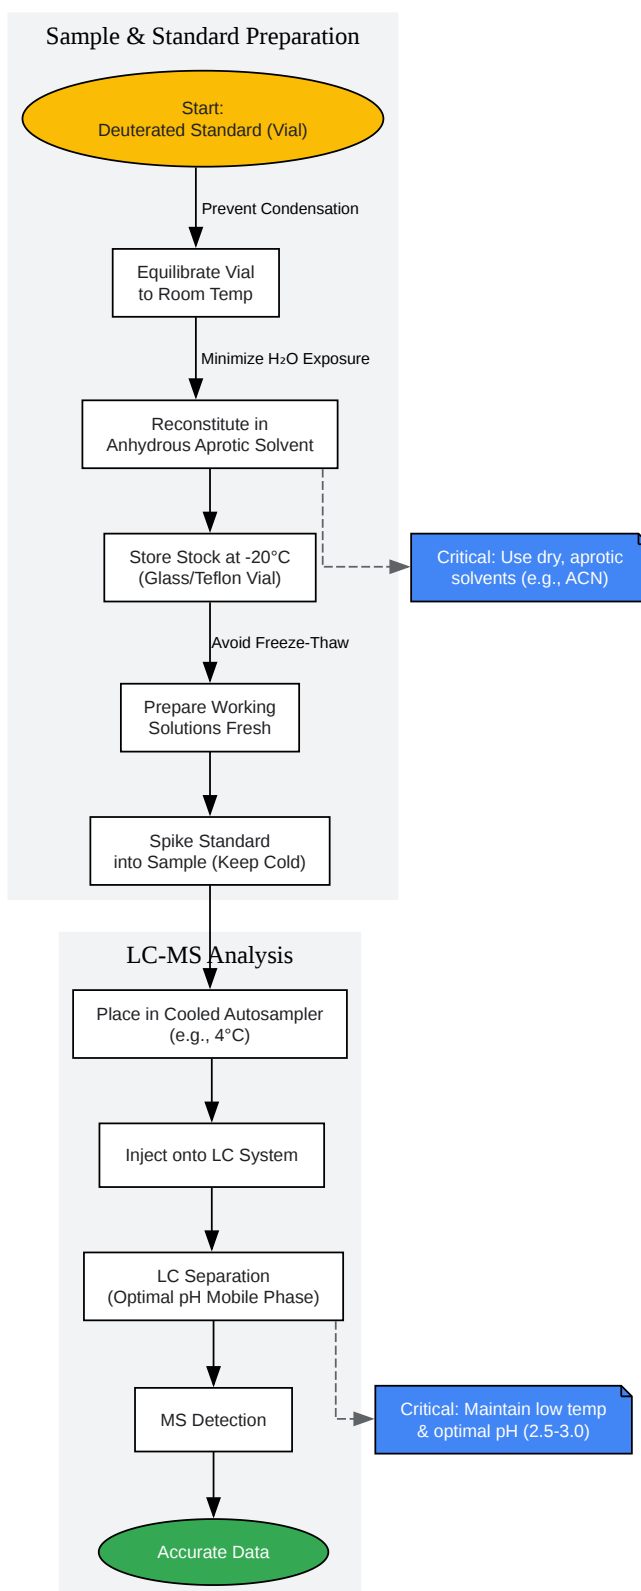 Sample & Standard Preparation
Start:
Deuterated Standard (Vial)
Prevent Condensation
Equilibrate Vial
to Room Temp
Minimize H₂O Exposure
Reconstitute in
Anhydrous Aprotic Solvent
Store Stock at -20°C
(Glass/Teflon Vial)
Critical: Use dry, aprotic
solvents (e.g., ACN)
Avoid Freeze-Thaw
Prepare Working
Solutions Fresh
Spike Standard
into Sample (Keep Cold)
LC-MS Analysis
Place in Cooled Autosampler
(e.g., 4°C)
Inject onto LC System
LC Separation
(Optimal pH Mobile Phase)
MS Detection
Critical: Maintain low temp
& optimal pH (2.5-3.0)
Accurate Data